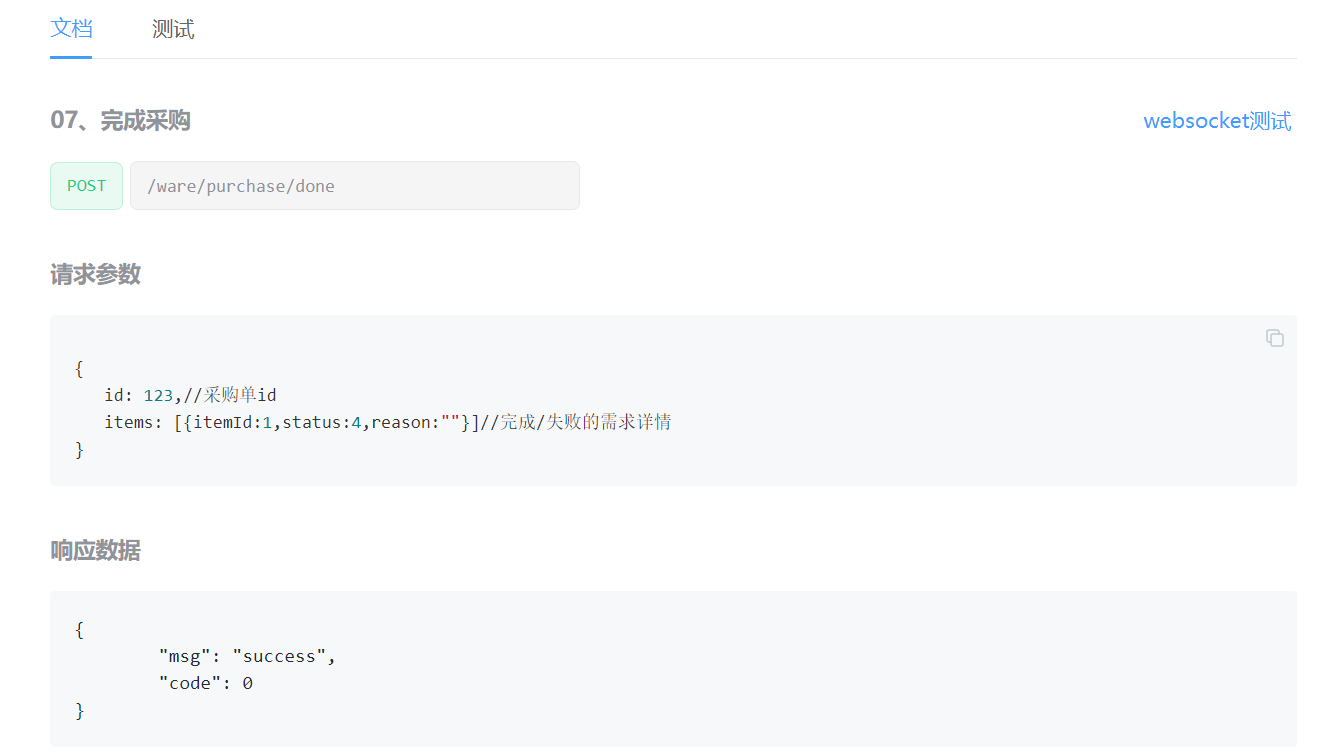 文档 测试
07、完成采购 websocket测试
POST /ware/purchase/done
请求参数
{
id: 123,//采购单id
items: [{itemId:1,status:4,reason:""}]//完成/失败的需求详情
}
响应数据
{
"msg": "success",
"code": 0
}